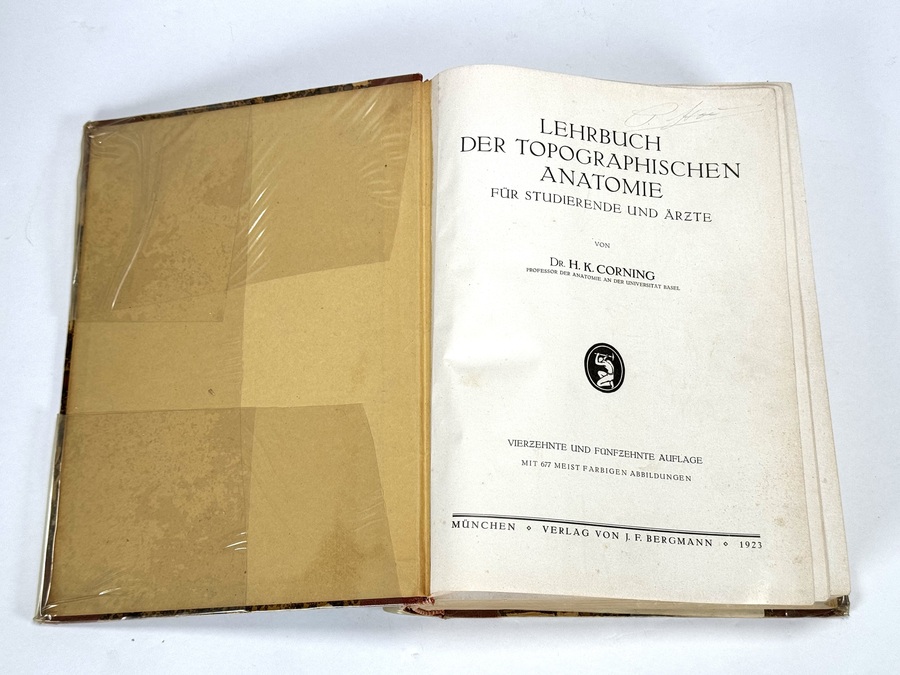 LEHRBUCH
DER TOPOGRAPHISCHEN
ANATOMIE
FÜR STUDIERENDE UND ÄRZTE
VON
DR. H. K. CORNING
PROFESSOR DER ANATOMIE AN DER UNIVERSITÄT BASEL
VIERZEHNTE UND FÜNFZEHNTE AUFLAGE
MIT 677 MEIST FARBIGEN ABBILDUNGEN
MÜNCHEN ⋄ VERLAG VON J. F. BERGMANN ⋄ 1923